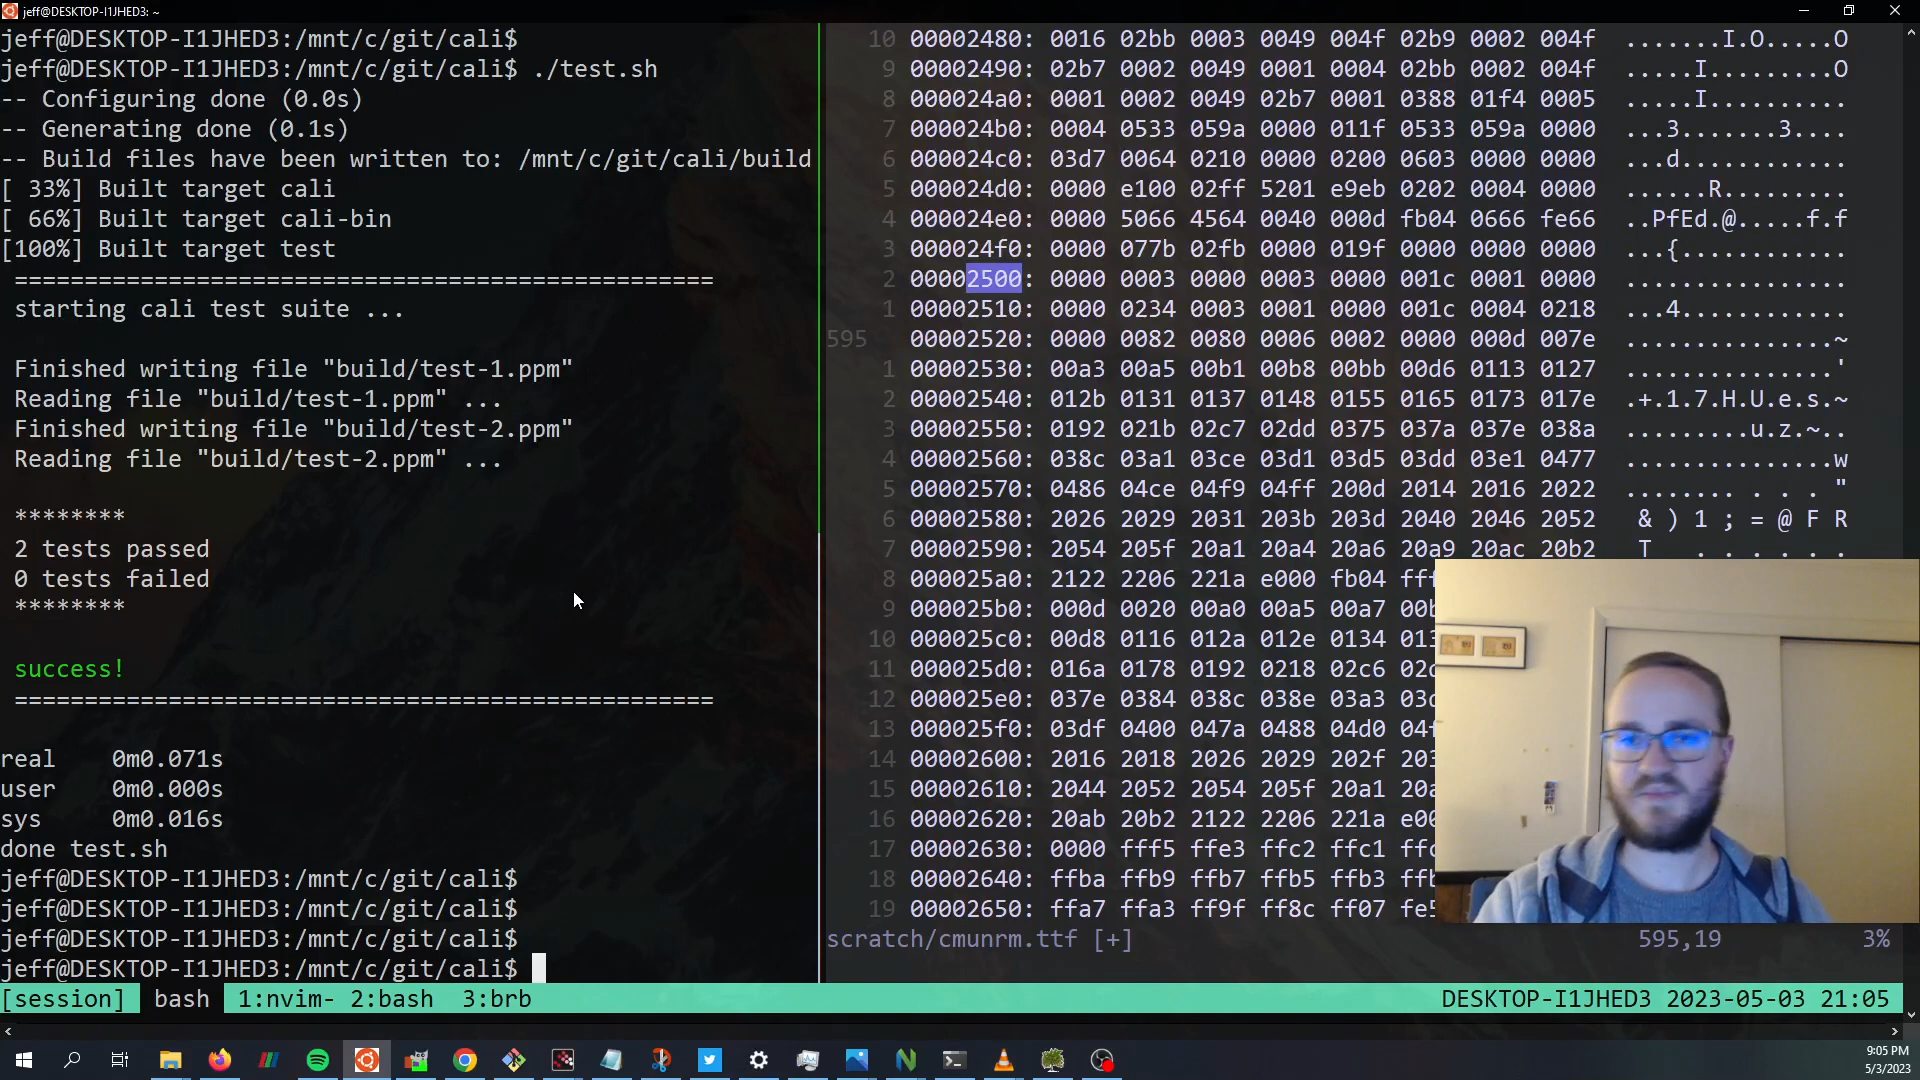 jeff@DESKTOP-I1JHED3: ~
jeff@DESKTOP-I1JHED3:/mnt/c/git/cali$
jeff@DESKTOP-I1JHED3:/mnt/c/git/cali$ ./test.sh
-- Configuring done (0.0s)
-- Generating done (0.1s)
-- Build files have been written to: /mnt/c/git/cali/build
[ 33%] Built target cali
[ 66%] Built target cali-bin
[100%] Built target test
==================================================
starting cali test suite ...
Finished writing file "build/test-1.ppm"
Reading file "build/test-1.ppm" ...
Finished writing file "build/test-2.ppm"
Reading file "build/test-2.ppm" ...
********
2 tests passed
0 tests failed
********
success!
==================================================
real 0m0.071s
user 0m0.000s
sys 0m0.016s
done test.sh
jeff@DESKTOP-I1JHED3:/mnt/c/git/cali$
jeff@DESKTOP-I1JHED3:/mnt/c/git/cali$
jeff@DESKTOP-I1JHED3:/mnt/c/git/cali$
jeff@DESKTOP-I1JHED3:/mnt/c/git/cali$
10 00002480: 0016 02bb 0003 0049 004f 02b9 0002 004f .......I.O.....O
9 00002490: 02b7 0002 0049 0001 0004 02bb 0002 004f .....I.........O
8 000024a0: 0001 0002 0049 02b7 0001 0388 01f4 0005 .....I..........
7 000024b0: 0004 0533 059a 0000 011f 0533 059a 0000 ...3.......3....
6 000024c0: 03d7 0064 0210 0000 0200 0603 0000 0000 ...d............
5 000024d0: 0000 e100 02ff 5201 e9eb 0202 0004 0000 ......R.........
4 000024e0: 0000 5066 4564 0040 000d fb04 0666 fe66 ..PfEd.@.....f.f
3 000024f0: 0000 077b 02fb 0000 019f 0000 0000 0000 ...{............
2 00002500: 0000 0003 0000 0003 0000 001c 0001 0000 ................
1 00002510: 0000 0234 0003 0001 0000 001c 0004 0218 ...4............
595 00002520: 0000 0082 0080 0006 0002 0000 000d 007e ...............~
1 00002530: 00a3 00a5 00b1 00b8 00bb 00d6 0113 0127 ...............'
2 00002540: 012b 0131 0137 0148 0155 0165 0173 017e .+.1.7.H.U.e.s.~
3 00002550: 0192 021b 02c7 02dd 0375 037a 037e 038a .........u.z.~..
4 00002560: 038c 03a1 03ce 03d1 03d5 03dd 03e1 0477 ...............w
5 00002570: 0486 04ce 04f9 04ff 200d 2014 2016 2022 ........ . . . "
6 00002580: 2026 2029 2031 203b 203d 2040 2046 2052 & ) 1 ; = @ F R
7 00002590: 2054 205f 20a1 20a4 20a6 20a9 20ac 20b2 T . . . . . .
8 000025a0: 2122 2206 221a e000 fb04
9 000025b0: 000d 0020 00a0 00a5 00a7
10 000025c0: 00d8 0116 012a 012e 0134
11 000025d0: 016a 0178 0192 0218 02c6
12 000025e0: 037e 0384 038c 038e 03a3
13 000025f0: 03df 0400 047a 0488 04d0
14 00002600: 2016 2018 2026 2029 202f
15 00002610: 2044 2052 2054 205f 20a1
16 00002620: 20ab 20b2 2122 2206 221a
17 00002630: 0000 fff5 ffe3 ffc2 ffc1
18 00002640: ffba ffb9 ffb7 ffb5 ffb3
19 00002650: ffa7 ffa3 ff9f ff8c ff07
scratch/cmunrm.ttf [+] 595,19 3%
[session] bash 1:nvim- 2:bash 3:brb DESKTOP-I1JHED3 2023-05-03 21:05
9:05 PM
5/3/2023